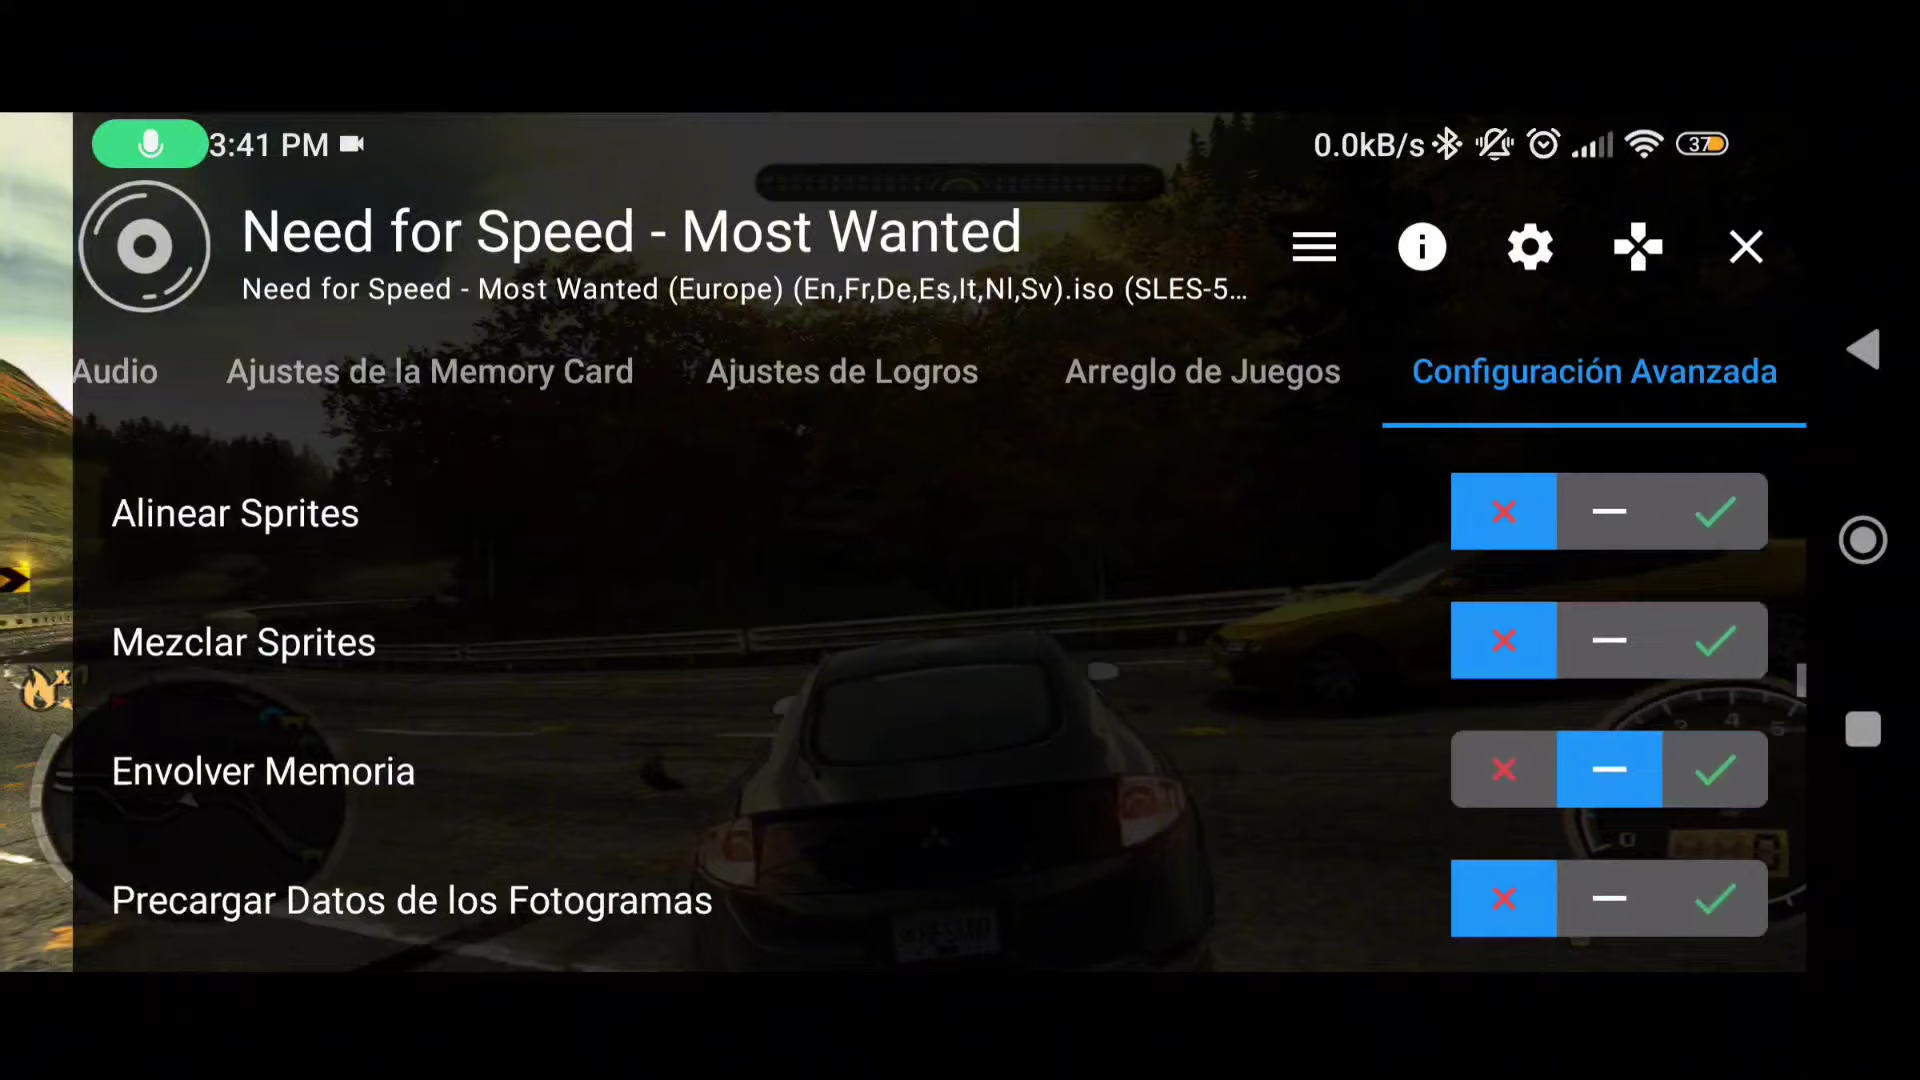 3:41 PM
0.0kB/s
37
Need for Speed - Most Wanted
Need for Speed - Most Wanted (Europe) (En,Fr,De,Es,It,Nl,Sv).iso (SLES-5...
Audio
Ajustes de la Memory Card
Ajustes de Logros
Arreglo de Juegos
Configuración Avanzada
Alinear Sprites
Mezclar Sprites
Envolver Memoria
Precargar Datos de los Fotogramas